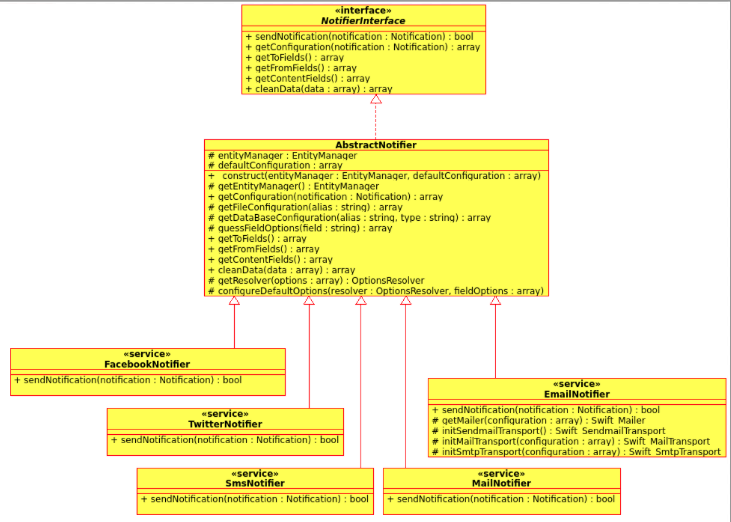 «interface»
NotifierInterface
+ sendNotification(notification : Notification) : bool
+ getConfiguration(notification : Notification) : array
+ getToFields() : array
+ getFromFields() : array
+ getContentFields() : array
+ cleanData(data : array) : array
AbstractNotifier
# entityManager : EntityManager
# defaultConfiguration : array
+ construct(entityManager : EntityManager, defaultConfiguration : array)
# getEntityManager() : EntityManager
+ getConfiguration(notification : Notification) : array
# getFileConfiguration(alias : string) : array
# getDataBaseConfiguration(alias : string, type : string) : array
# guessFieldOptions(field : string) : array
+ getToFields() : array
+ getFromFields() : array
+ getContentFields() : array
+ cleanData(data : array) : array
# getResolver(options : array) : OptionsResolver
# configureDefaultOptions(resolver : OptionsResolver, fieldOptions : array)
«service»
FacebookNotifier
+ sendNotification(notification : Notification) : bool
«service»
TwitterNotifier
+ sendNotification(notification : Notification) : bool
«service»
EmailNotifier
+ sendNotification(notification : Notification) : bool
# getMailer(configuration : array) : Swift_Mailer
# initSendmailTransport() : Swift_SendmailTransport
# initMailTransport(configuration : array) : Swift_MailTransport
# initSmtpTransport(configuration : array) : Swift_SmtpTransport
«service»
SmsNotifier
+ sendNotification(notification : Notification) : bool
«service»
MailNotifier
+ sendNotification(notification : Notification) : bool